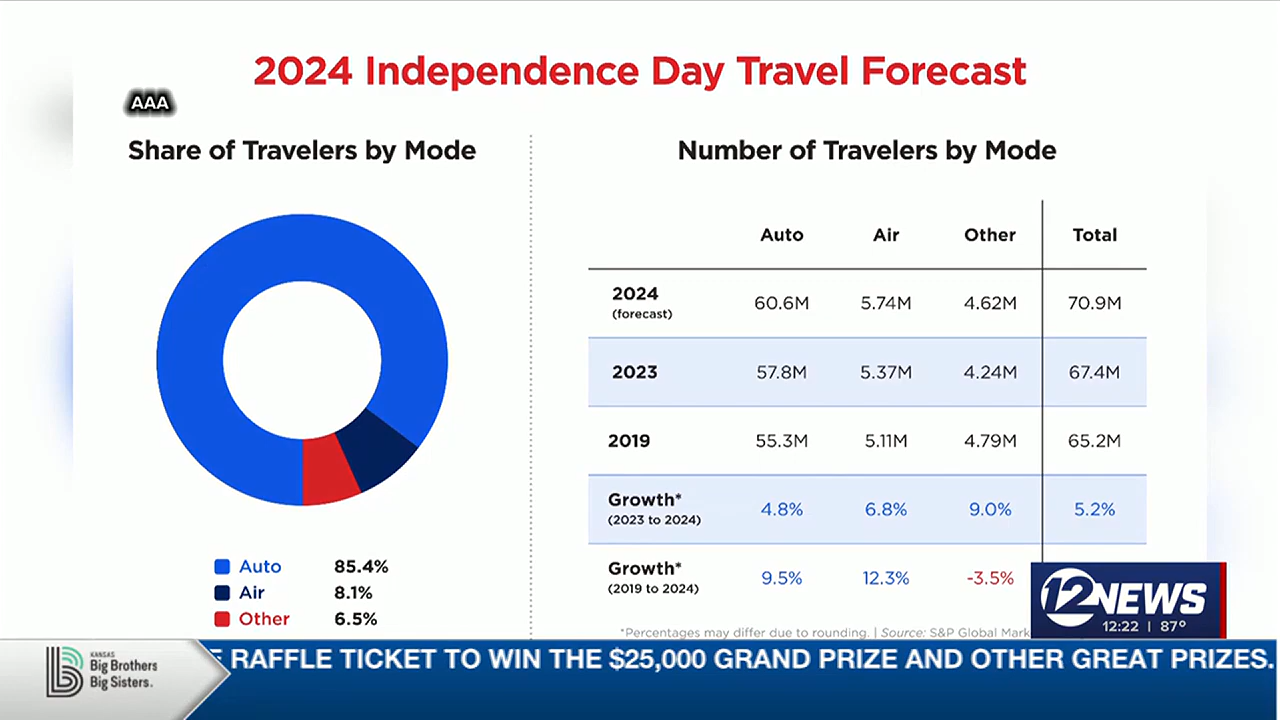 2024 Independence Day Travel Forecast
AAA
Share of Travelers by Mode
Auto 85.4%
Air 8.1%
Other 6.5%
Number of Travelers by Mode
Auto Air Other Total
2024 (forecast) 60.6M 5.74M 4.62M 70.9M
2023 57.8M 5.37M 4.24M 67.4M
2019 55.3M 5.11M 4.79M 65.2M
Growth* (2023 to 2024) 4.8% 6.8% 9.0% 5.2%
Growth* (2019 to 2024) 9.5% 12.3% -3.5%
*Percentages may differ due to rounding. | Source: S&P Global
12 NEWS
12:22 | 87°
KANSAS
Big Brothers
Big Sisters.
RAFFLE TICKET TO WIN THE $25,000 GRAND PRIZE AND OTHER GREAT PRIZES.